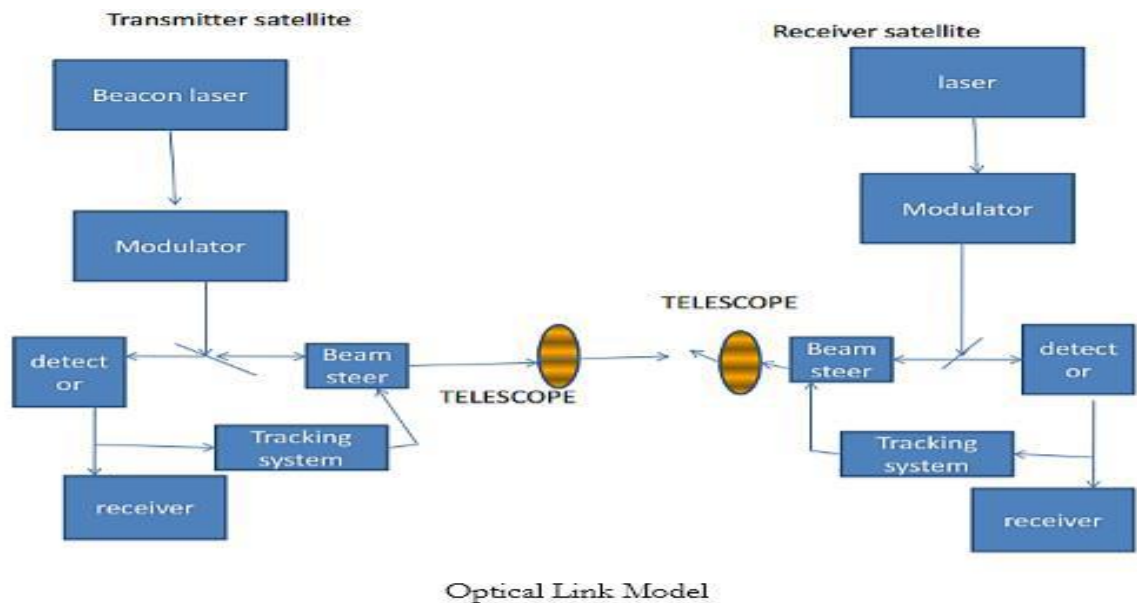 Transmitter satellite
Receiver satellite
Beacon laser
laser
Modulator
Modulator
TELESCOPE
detect
or
Beam
steer
Beam
steer
detect
or
TELESCOPE
Tracking
system
Tracking
system
receiver
receiver
Optical Link Model